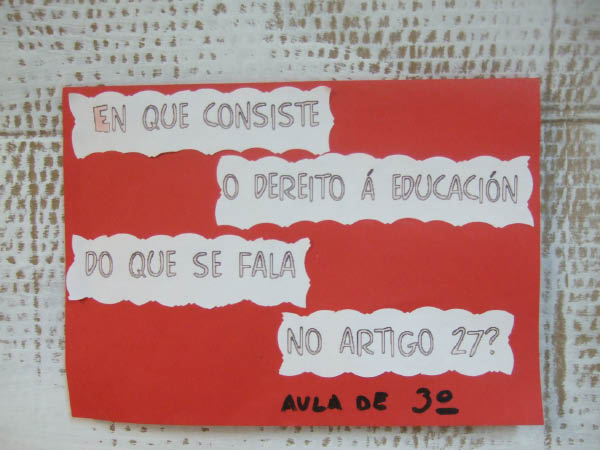 EN QUE CONSISTE
O DEREITO Á EDUCACIÓN
DO QUE SE FALA
NO ARTIGO 27?
AULA DE 3º